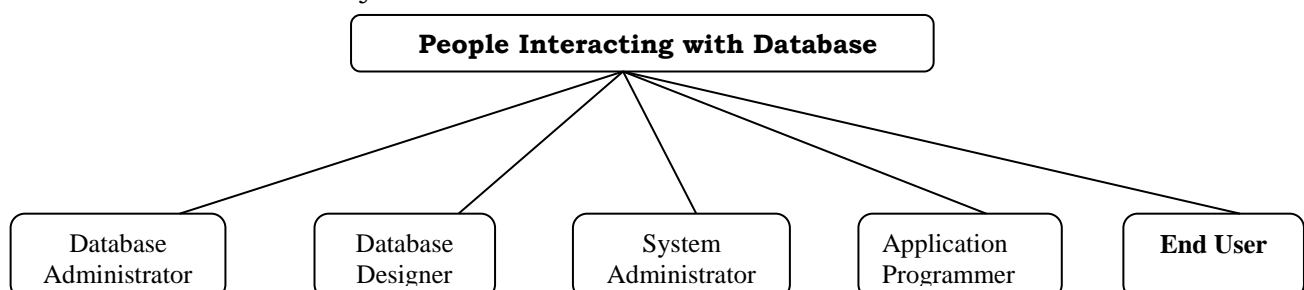 People Interacting with Database
Database
Administrator
Database
Designer
System
Administrator
Application
Programmer
End User